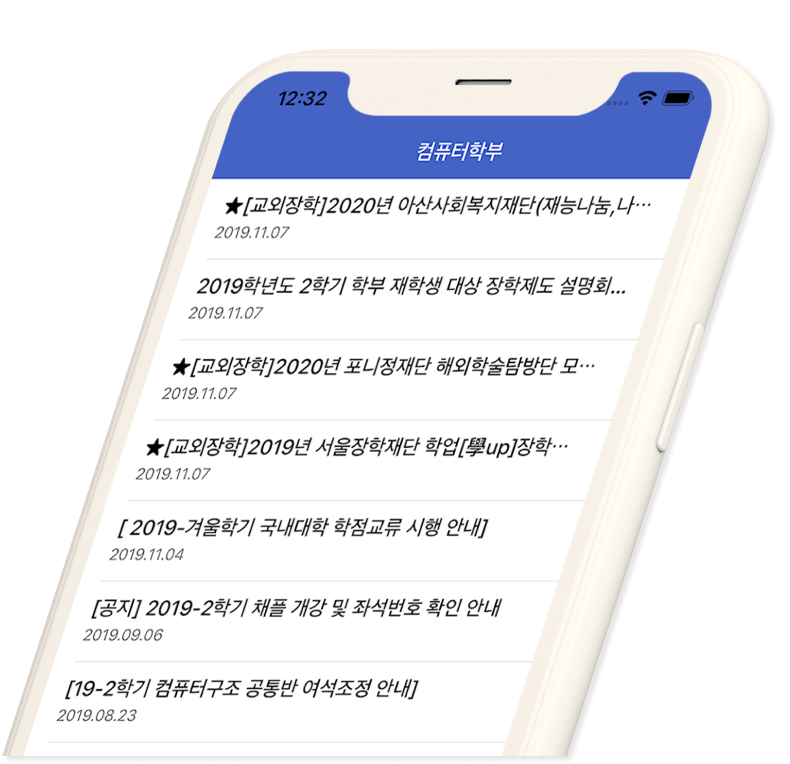 12:32
컴퓨터학부
★[교외장학]2020년 아산사회복지재단(재능나눔,나…
2019.11.07
2019학년도 2학기 학부 재학생 대상 장학제도 설명회...
2019.11.07
★[교외장학]2020년 포니정재단 해외학술탐방단 모…
2019.11.07
★[교외장학]2019년 서울장학재단 학업[學up]장학…
2019.11.07
[ 2019-겨울학기 국내대학 학점교류 시행 안내]
2019.11.04
[공지] 2019-2학기 채플 개강 및 좌석번호 확인 안내
2019.09.06
[19-2학기 컴퓨터구조 공통반 여석조정 안내]
2019.08.23